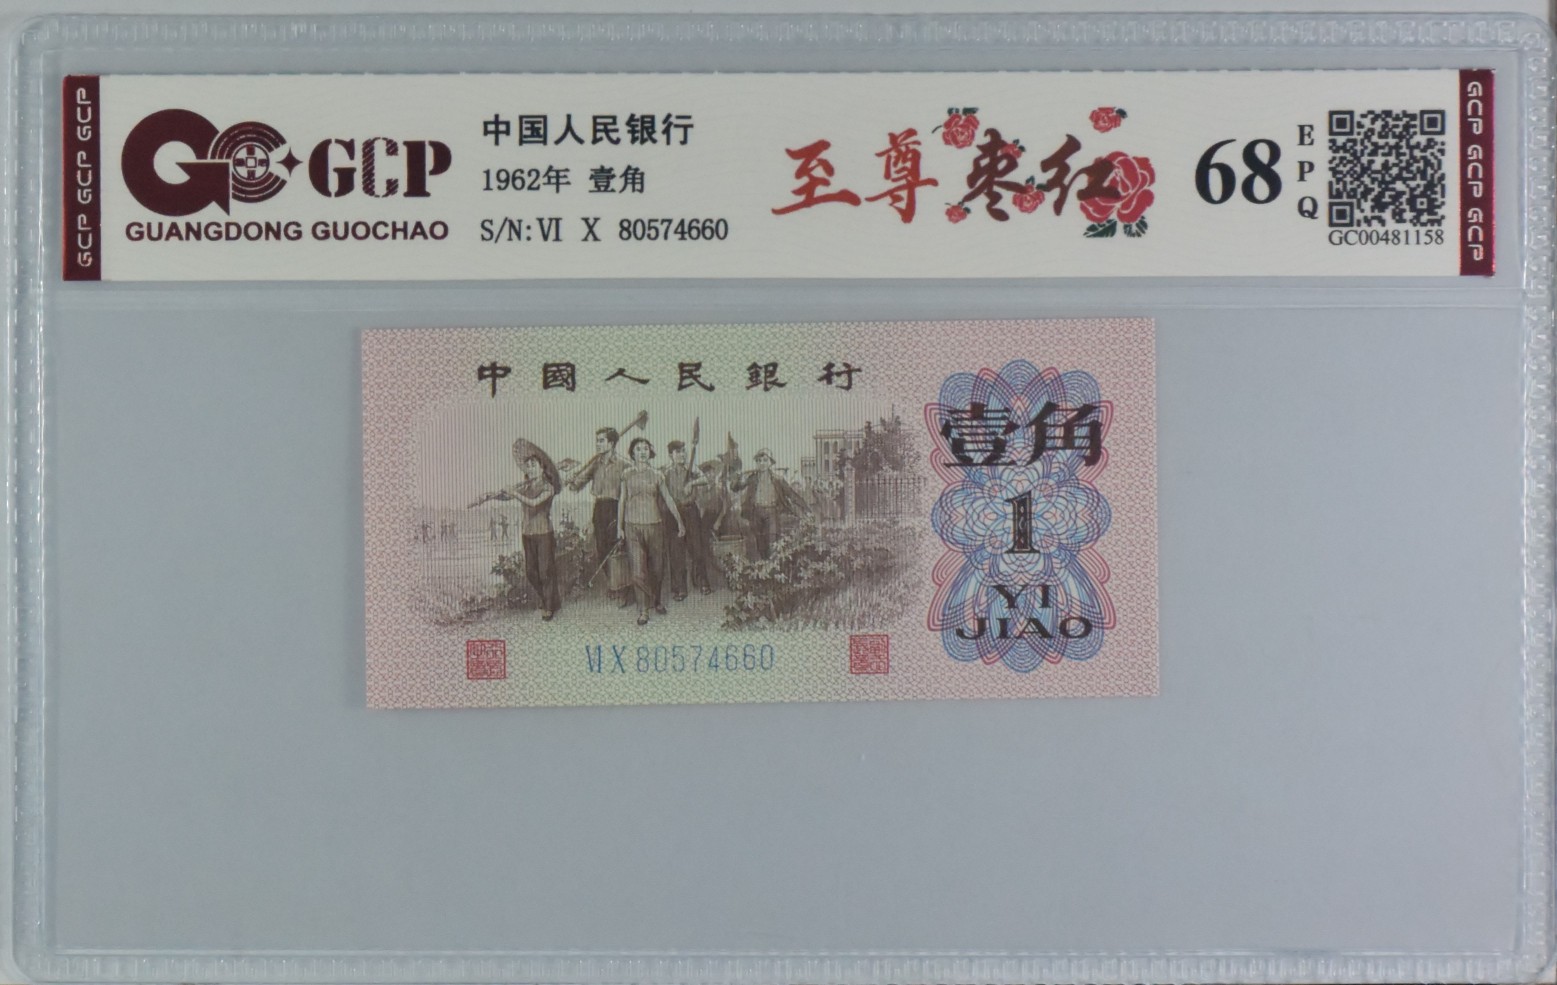 GCP GCP GCP
GCP
GUANGDONG GUOCHAO
中国人民银行
1962年 壹角
S/N: VI X 80574660
至尊枣红
68
EPQ
GC00481158
GCP GCP GCP
中國人民銀行
壹角
1
YI
JIAO
VI X 80574660